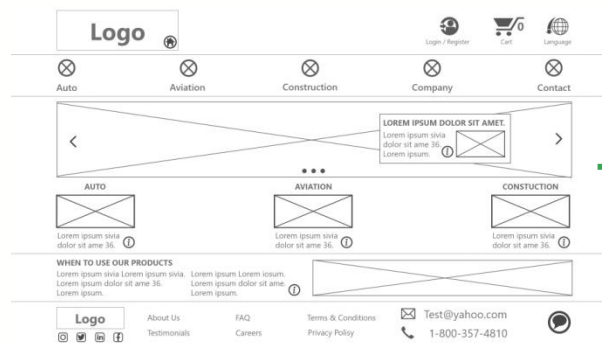 Logo
Login / Register
Cart
0
Language
Auto
Aviation
Construction
Company
Contact
LOREM IPSUM DOLOR SIT AMET.
Lorem ipsum sivia
dolor sit ame 36.
Lorem ipsum.
AUTO
AVIATION
CONSTUCTION
Lorem ipsum sivia
dolor sit ame 36.
Lorem ipsum sivia
dolor sit ame 36.
Lorem ipsum sivia
dolor sit ame 36.
WHEN TO USE OUR PRODUCTS
Lorem ipsum sivia Lorem ipsum sivia.
Lorem ipsum dolor sit ame 36.
Lorem ipsum.
Lorem ipsum Lorem iosum.
Lorem ipsum dolor sit ame.
Lorem ipsum.
Logo
About Us
FAQ
Terms & Conditions
Test@yahoo.com
Testimonals
Careers
Privacy Polisy
1-800-357-4810